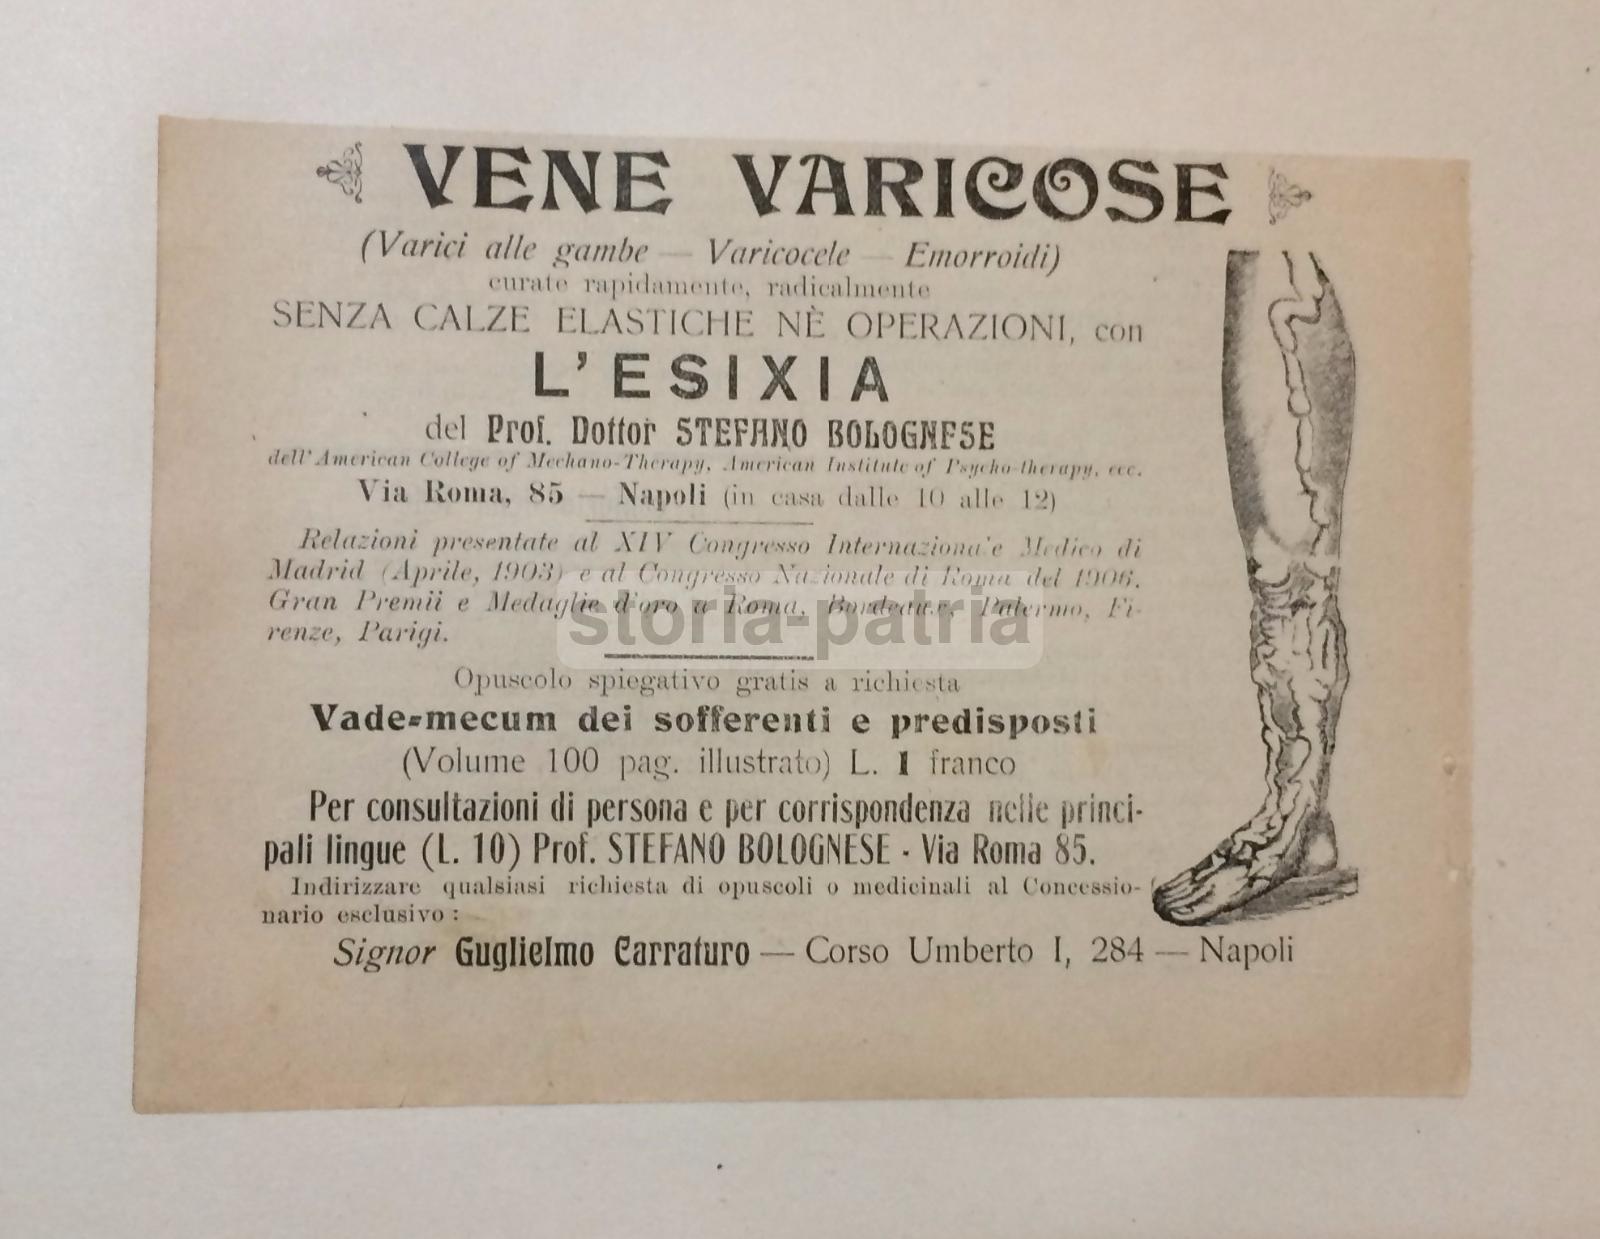 VENE VARICOSE
(Varici alle gambe — Varicocele — Emorroidi)
curate rapidamente, radicalmente
SENZA CALZE ELASTICHE NÈ OPERAZIONI, con
L'ESIXIA
del Prof. Dottor STEFANO BOLOGNESE
dell'American College of Mechano-Therapy, American Institute of Psycho-therapy, ecc.
Via Roma, 85 — Napoli (in casa dalle 10 alle 12)
Relazioni presentate al XIV Congresso Internazionale Medico di
Madrid (Aprile, 1903) e al Congresso Nazionale di Roma del 1906.
Gran Premii e Medaglie d'oro a Roma, Bordeaux, Palermo, Fi-
renze, Parigi.
storia-patria
Opuscolo spiegativo gratis a richiesta
Vade-mecum dei sofferenti e predisposti
(Volume 100 pag. illustrato) L. 1 franco
Per consultazioni di persona e per corrispondenza nelle princi-
pali lingue (L. 10) Prof. STEFANO BOLOGNESE - Via Roma 85.
Indirizzare qualsiasi richiesta di opuscoli o medicinali al Concessio-
nario esclusivo:
Signor Guglielmo Carraturo — Corso Umberto I, 284 — Napoli